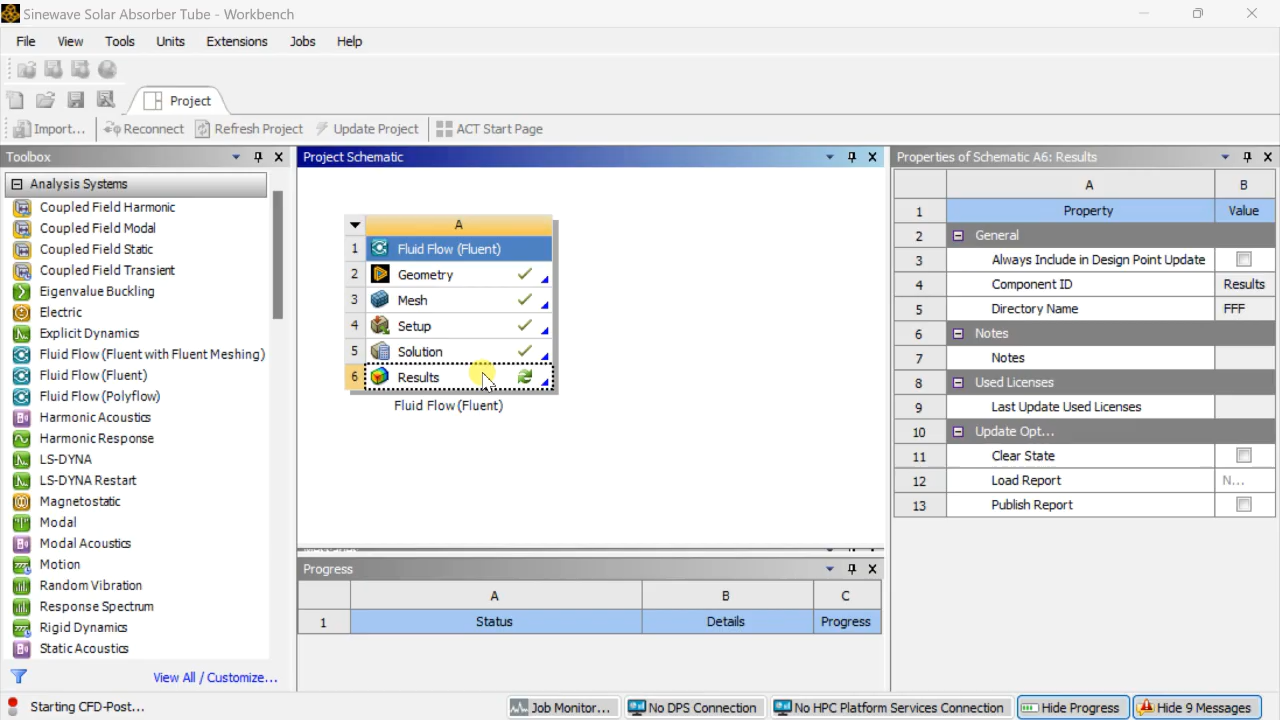 Sinewave Solar Absorber Tube - Workbench
File View Tools Units Extensions Jobs Help
Project
Import... Reconnect Refresh Project Update Project ACT Start Page
Toolbox
Analysis Systems
Coupled Field Harmonic
Coupled Field Modal
Coupled Field Static
Coupled Field Transient
Eigenvalue Buckling
Electric
Explicit Dynamics
Fluid Flow (Fluent with Fluent Meshing)
Fluid Flow (Fluent)
Fluid Flow (Polyflow)
Harmonic Acoustics
Harmonic Response
LS-DYNA
LS-DYNA Restart
Magnetostatic
Modal
Modal Acoustics
Motion
Random Vibration
Response Spectrum
Rigid Dynamics
Static Acoustics
View All / Customize...
Project Schematic
A
1 Fluid Flow (Fluent)
2 Geometry
3 Mesh
4 Setup
5 Solution
6 Results
Fluid Flow (Fluent)
Progress
A B C
1 Status Details Progress
Properties of Schematic A6: Results
A B
1 Property Value
2 General
3 Always Include in Design Point Update
4 Component ID Results
5 Directory Name FFF
6 Notes
7 Notes
8 Used Licenses
9 Last Update Used Licenses
10 Update Opt...
11 Clear State
12 Load Report N...
13 Publish Report
Starting CFD-Post... Job Monitor... No DPS Connection No HPC Platform Services Connection Hide Progress Hide 9 Messages